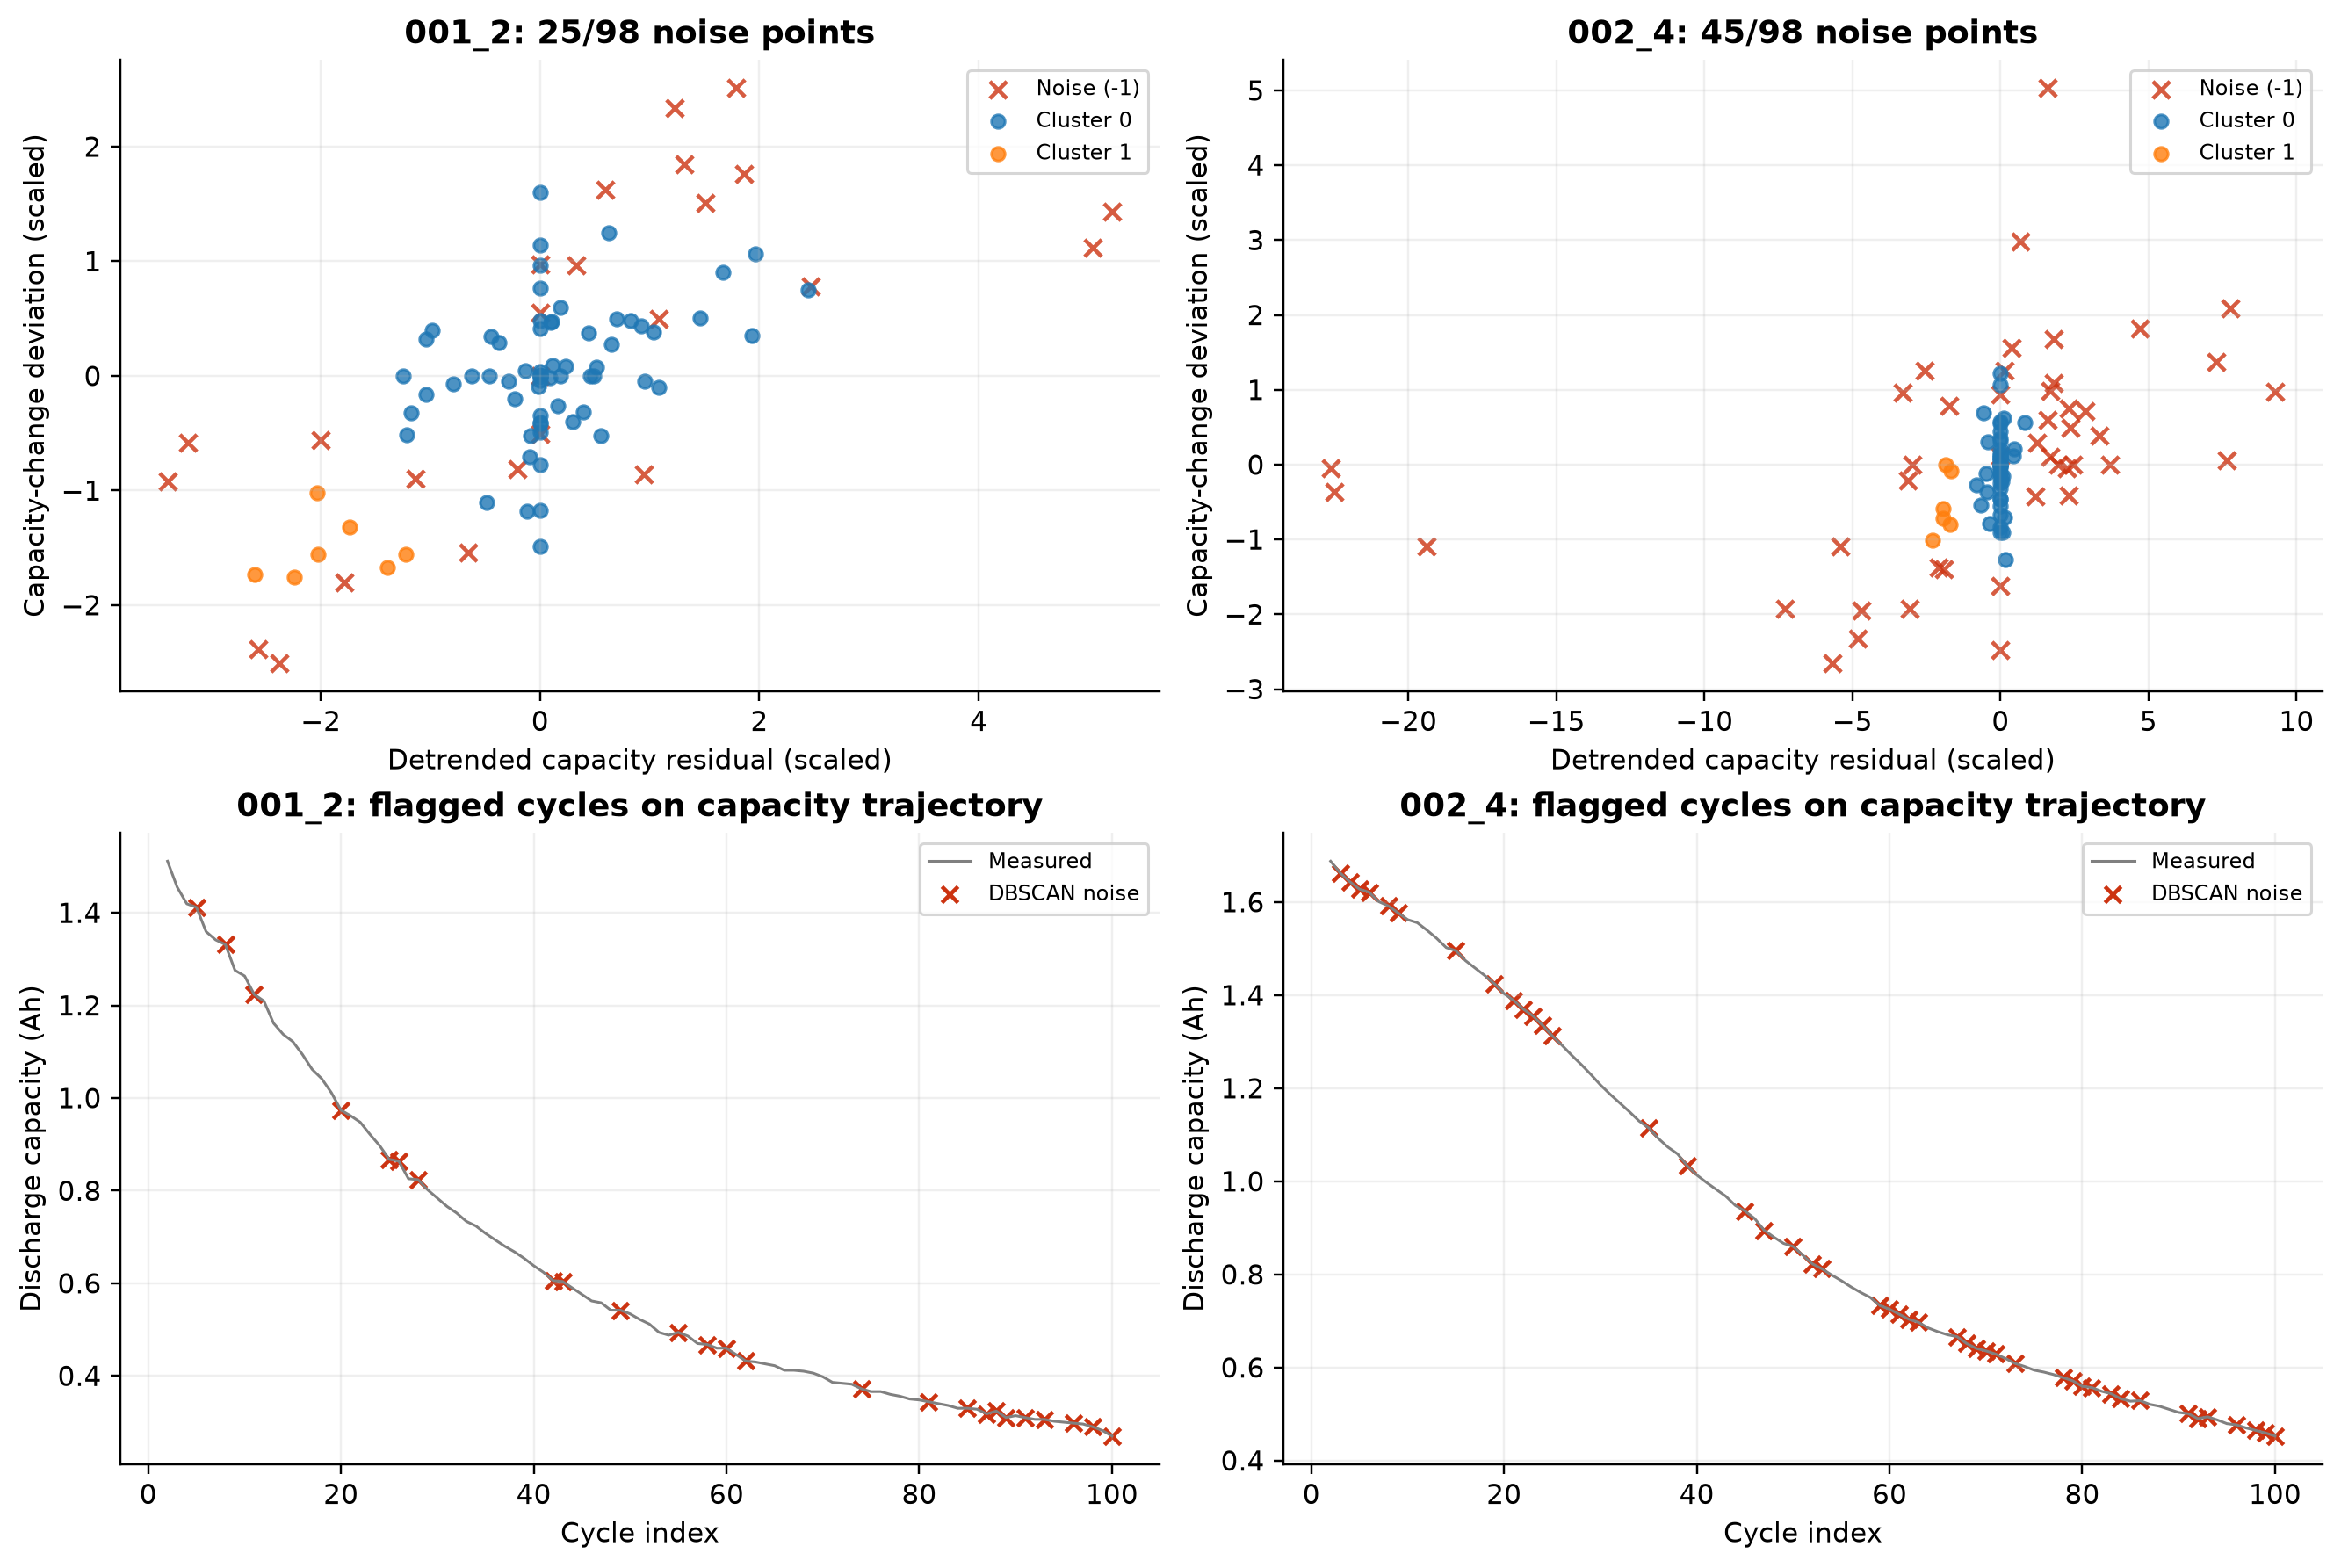 001_2: 25/98 noise points
Capacity-change deviation (scaled)
2
1
0
−1
−2
Noise (-1)
Cluster 0
Cluster 1
−2
0
2
4
Detrended capacity residual (scaled)
002_4: 45/98 noise points
Capacity-change deviation (scaled)
5
4
3
2
1
0
−1
−2
−3
Noise (-1)
Cluster 0
Cluster 1
−20
−15
−10
−5
0
5
10
Detrended capacity residual (scaled)
001_2: flagged cycles on capacity trajectory
Discharge capacity (Ah)
1.4
1.2
1.0
0.8
0.6
0.4
Measured
DBSCAN noise
0
20
40
60
80
100
Cycle index
002_4: flagged cycles on capacity trajectory
Discharge capacity (Ah)
1.6
1.4
1.2
1.0
0.8
0.6
0.4
Measured
DBSCAN noise
0
20
40
60
80
100
Cycle index